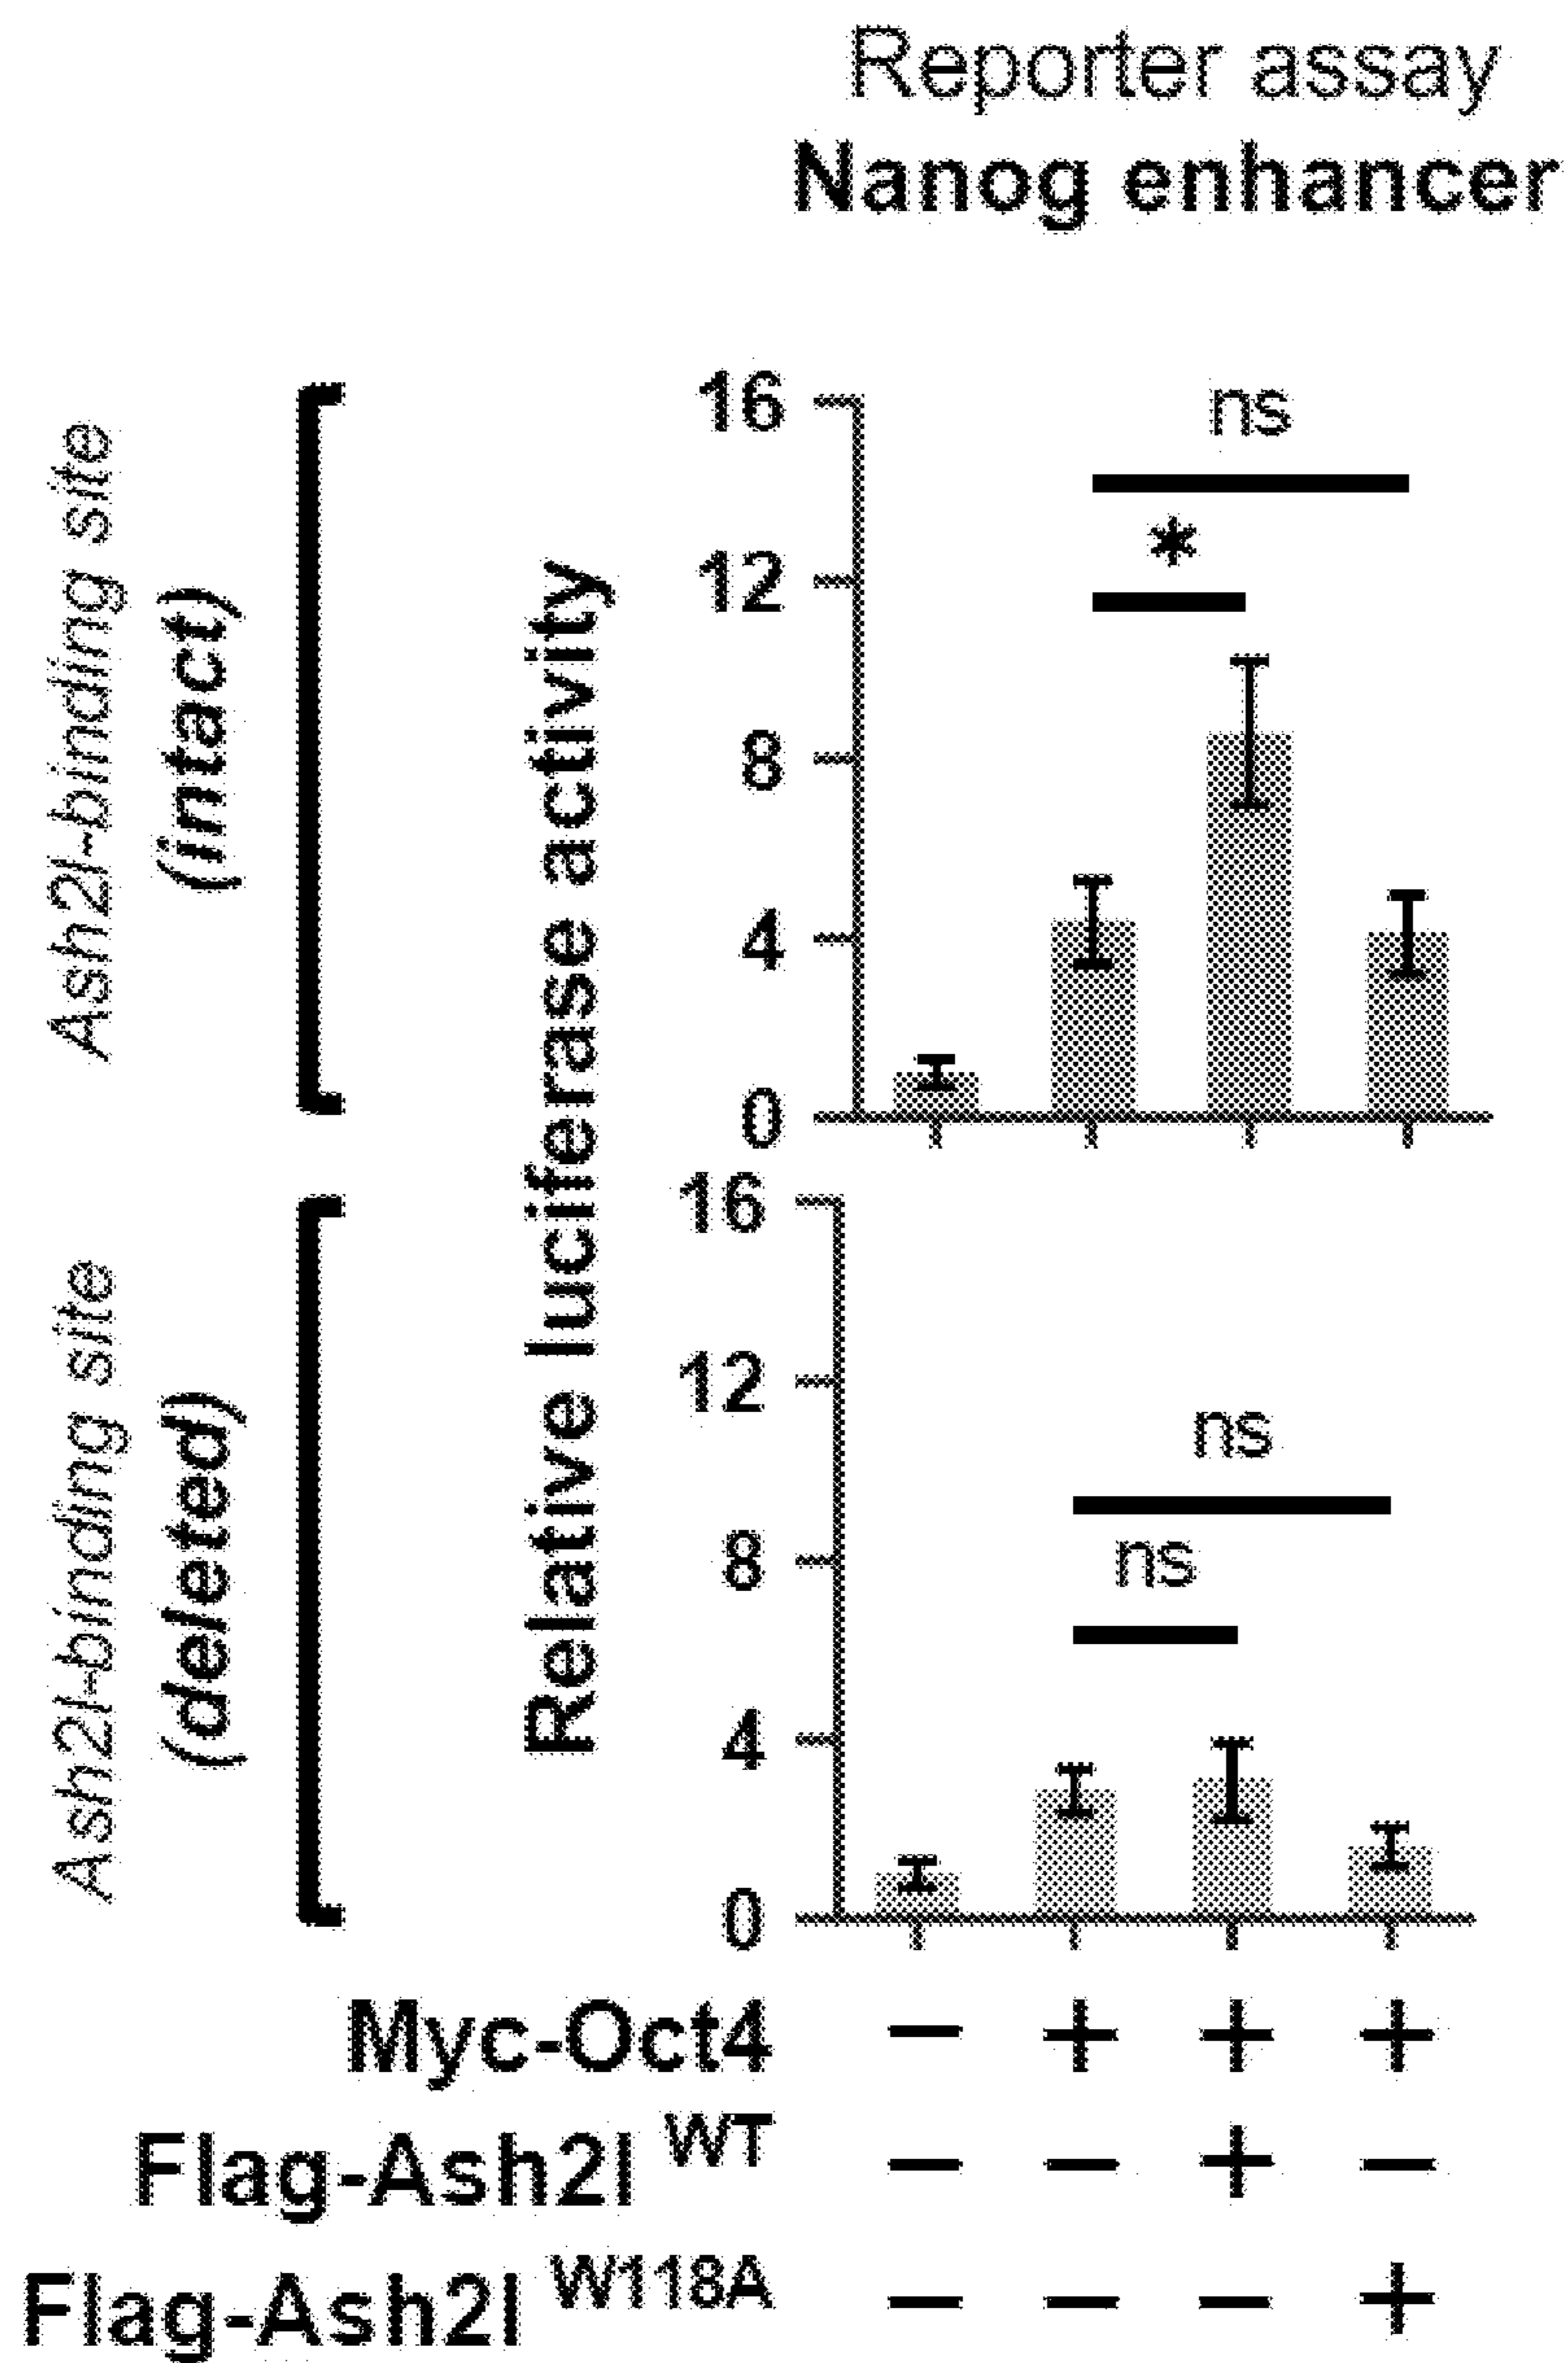 Reporter assay
Nanog enhancer
Ash2l-binding site
(intact)
Relative luciferase activity
16
12
8
4
0
ns
*
Ash2l-binding site
(deleted)
16
12
8
4
0
ns
ns
Myc-Oct4 − + + +
Flag-Ash2l WT − − + −
Flag-Ash2l W118A − − − +